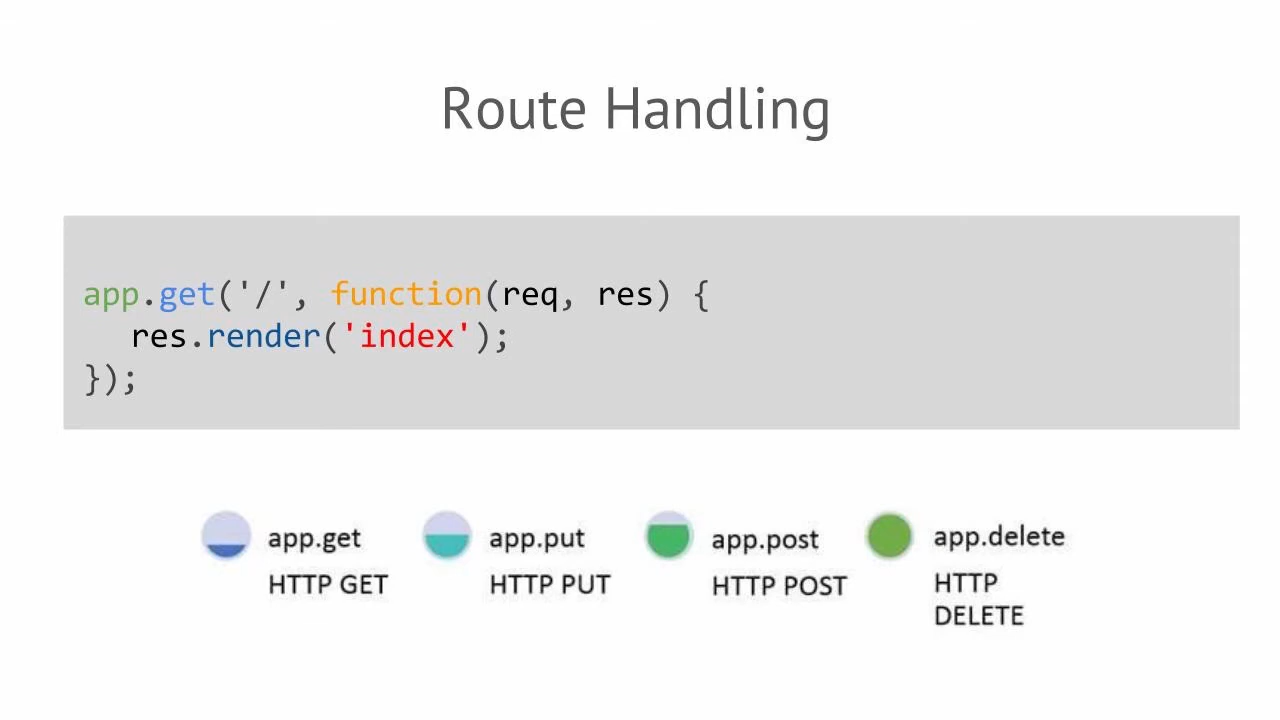 Route Handling
app.get('/', function(req, res) {
res.render('index');
});
app.get
HTTP GET
app.put
HTTP PUT
app.post
HTTP POST
app.delete
HTTP
DELETE